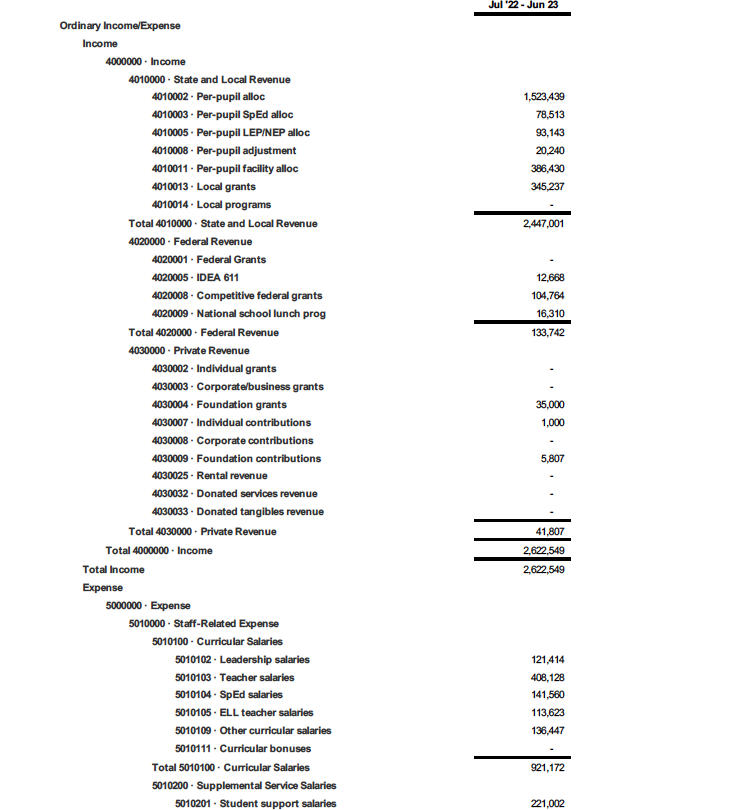 Jul '22 - Jun 23
Ordinary Income/Expense
Income
4000000 · Income
4010000 · State and Local Revenue
4010002 · Per-pupil alloc 1,523,439
4010003 · Per-pupil SpEd alloc 78,513
4010005 · Per-pupil LEP/NEP alloc 93,143
4010008 · Per-pupil adjustment 20,240
4010011 · Per-pupil facility alloc 386,430
4010013 · Local grants 345,237
4010014 · Local programs -
Total 4010000 · State and Local Revenue 2,447,001
4020000 · Federal Revenue
4020001 · Federal Grants -
4020005 · IDEA 611 12,668
4020008 · Competitive federal grants 104,764
4020009 · National school lunch prog 16,310
Total 4020000 · Federal Revenue 133,742
4030000 · Private Revenue
4030002 · Individual grants -
4030003 · Corporate/business grants -
4030004 · Foundation grants 35,000
4030007 · Individual contributions 1,000
4030008 · Corporate contributions -
4030009 · Foundation contributions 5,807
4030025 · Rental revenue -
4030032 · Donated services revenue -
4030033 · Donated tangibles revenue -
Total 4030000 · Private Revenue 41,807
Total 4000000 · Income 2,622,549
Total Income 2,622,549
Expense
5000000 · Expense
5010000 · Staff-Related Expense
5010100 · Curricular Salaries
5010102 · Leadership salaries 121,414
5010103 · Teacher salaries 408,128
5010104 · SpEd salaries 141,560
5010105 · ELL teacher salaries 113,623
5010109 · Other curricular salaries 136,447
5010111 · Curricular bonuses -
Total 5010100 · Curricular Salaries 921,172
5010200 · Supplemental Service Salaries
5010201 · Student support salaries 221,002